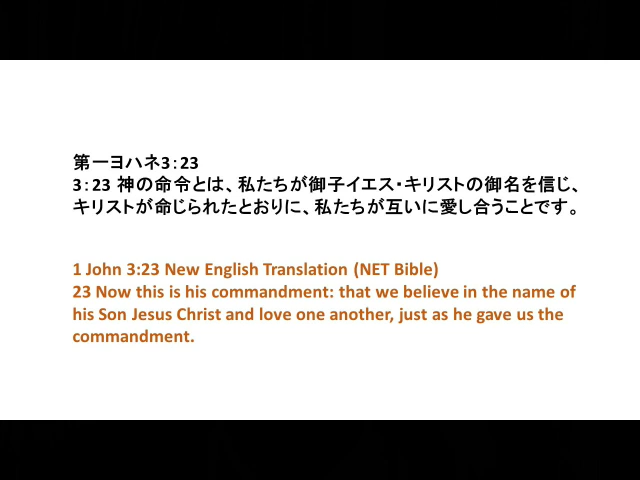 第一ヨハネ3：23
3：23 神の命令とは、私たちが御子イエス・キリストの御名を信じ、
キリストが命じられたとおりに、私たちが互いに愛し合うことです。
1 John 3:23 New English Translation (NET Bible)
23 Now this is his commandment: that we believe in the name of
his Son Jesus Christ and love one another, just as he gave us the
commandment.